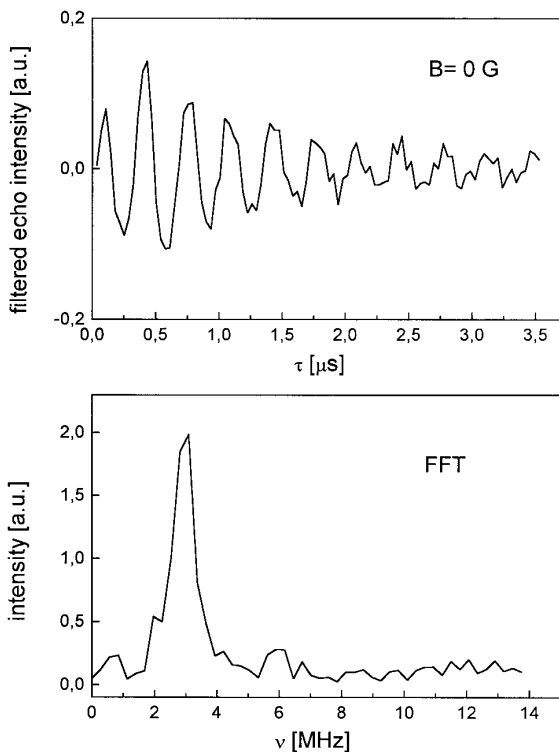 filtered echo intensity [a.u.]
0,2
0,0
-0,2
B= 0 G
0,0 0,5 1,0 1,5 2,0 2,5 3,0 3,5
τ [μs]
intensity [a.u.]
2,0
1,5
1,0
0,5
0,0
FFT
0 2 4 6 8 10 12 14
ν [MHz]